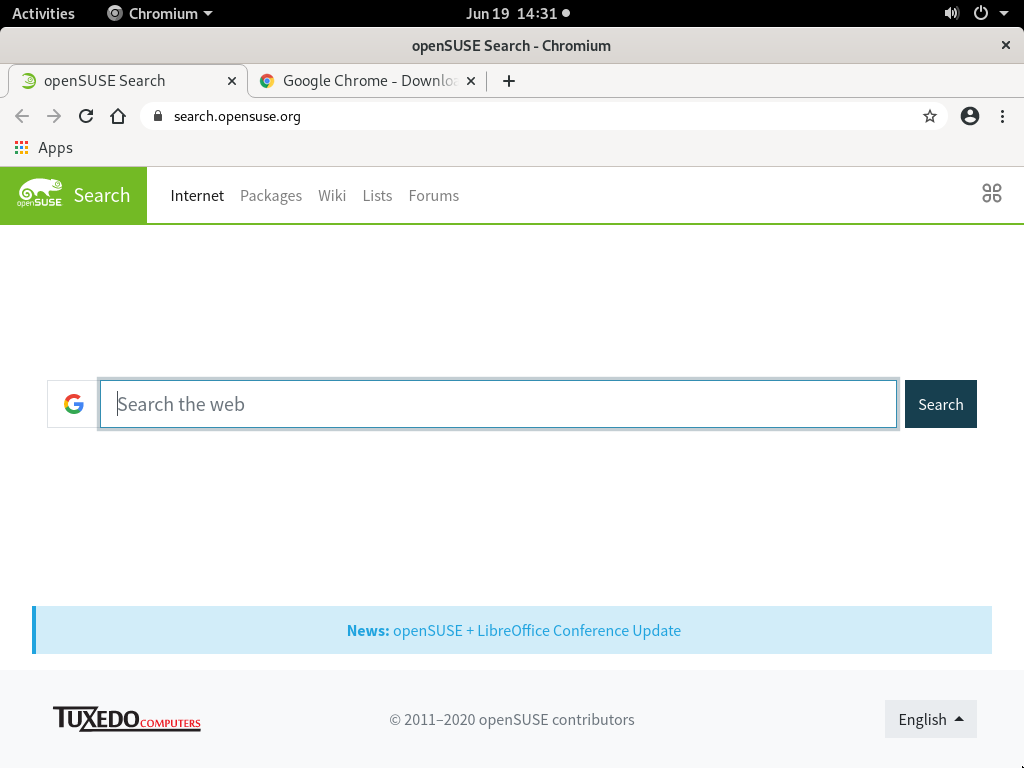 Activities Chromium Jun 19 14:31
openSUSE Search - Chromium
openSUSE Search Google Chrome - Downlo
search.opensuse.org
Apps
openSUSE Search Internet Packages Wiki Lists Forums
Search the web Search
News: openSUSE + LibreOffice Conference Update
TUXEDO COMPUTERS © 2011–2020 openSUSE contributors English